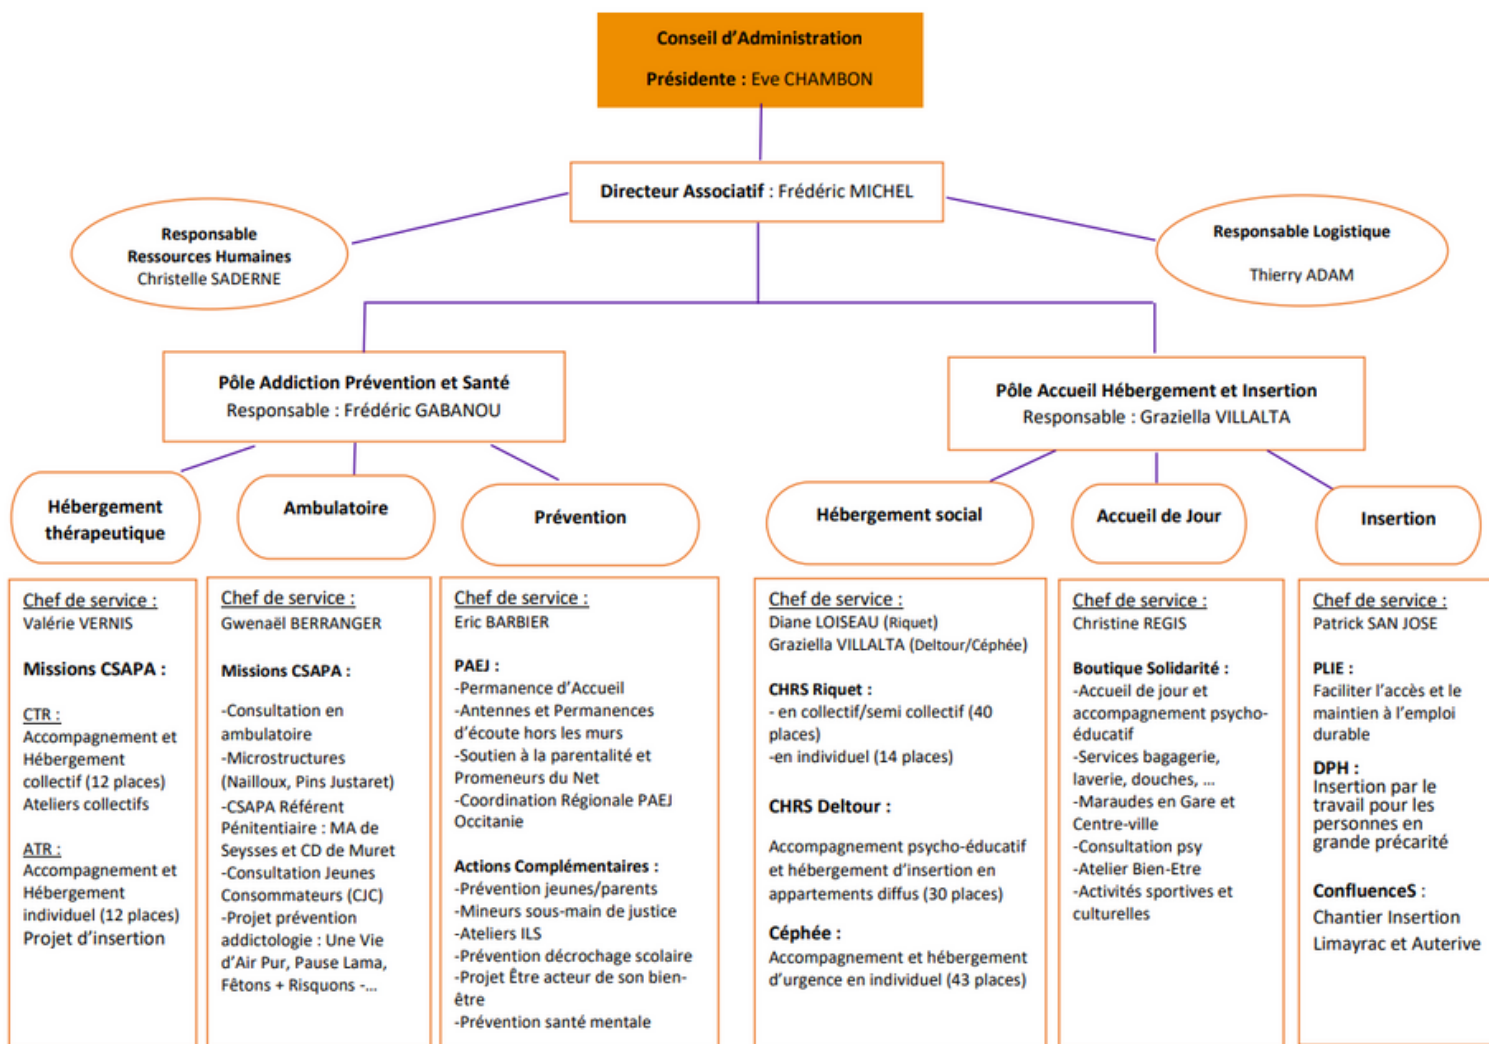 Conseil d'Administration
Présidente : Eve CHAMBON
Directeur Associatif : Frédéric MICHEL
Responsable
Ressources Humaines
Christelle SADERNE
Responsable Logistique
Thierry ADAM
Pôle Addiction Prévention et Santé
Responsable : Frédéric GABANOU
Pôle Accueil Hébergement et Insertion
Responsable : Graziella VILLALTA
Hébergement
thérapeutique
Ambulatoire
Prévention
Hébergement social
Accueil de Jour
Insertion
Chef de service :
Valérie VERNIS
Missions CSAPA :
CTR :
Accompagnement et
Hébergement
collectif (12 places)
Ateliers collectifs
ATR :
Accompagnement et
Hébergement
individuel (12 places)
Projet d'insertion
Chef de service :
Gwenaël BERRANGER
Missions CSAPA :
-Consultation en
ambulatoire
-Microstructures
(Nailloux, Pins Justaret)
-CSAPA Référent
Pénitentiaire : MA de
Seysses et CD de Muret
-Consultation Jeunes
Consommateurs (CJC)
-Projet prévention
addictologie : Une Vie
d'Air Pur, Pause Lama,
Fêtons + Risquons -...
Chef de service :
Eric BARBIER
PAEJ :
-Permanence d'Accueil
-Antennes et Permanences
d'écoute hors les murs
-Soutien à la parentalité et
Promeneurs du Net
-Coordination Régionale PAEJ
Occitanie
Actions Complémentaires :
-Prévention jeunes/parents
-Mineurs sous-main de justice
-Ateliers ILS
-Prévention décrochage scolaire
-Projet Être acteur de son bien-
être
-Prévention santé mentale
Chef de service :
Diane LOISEAU (Riquet)
Graziella VILLALTA (Deltour/Céphée)
CHRS Riquet :
- en collectif/semi collectif (40
places)
-en individuel (14 places)
CHRS Deltour :
Accompagnement psycho-éducatif
et hébergement d'insertion en
appartements diffus (30 places)
Céphée :
Accompagnement et hébergement
d'urgence en individuel (43 places)
Chef de service :
Christine REGIS
Boutique Solidarité :
-Accueil de jour et
accompagnement psycho-
éducatif
-Services bagagerie,
laverie, douches, ...
-Maraudes en Gare et
Centre-ville
-Consultation psy
-Atelier Bien-Etre
-Activités sportives et
culturelles
Chef de service :
Patrick SAN JOSE
PLIE :
Faciliter l'accès et le
maintien à l'emploi
durable
DPH :
Insertion par le
travail pour les
personnes en
grande précarité
ConfluenceS :
Chantier Insertion
Limayrac et Auterive